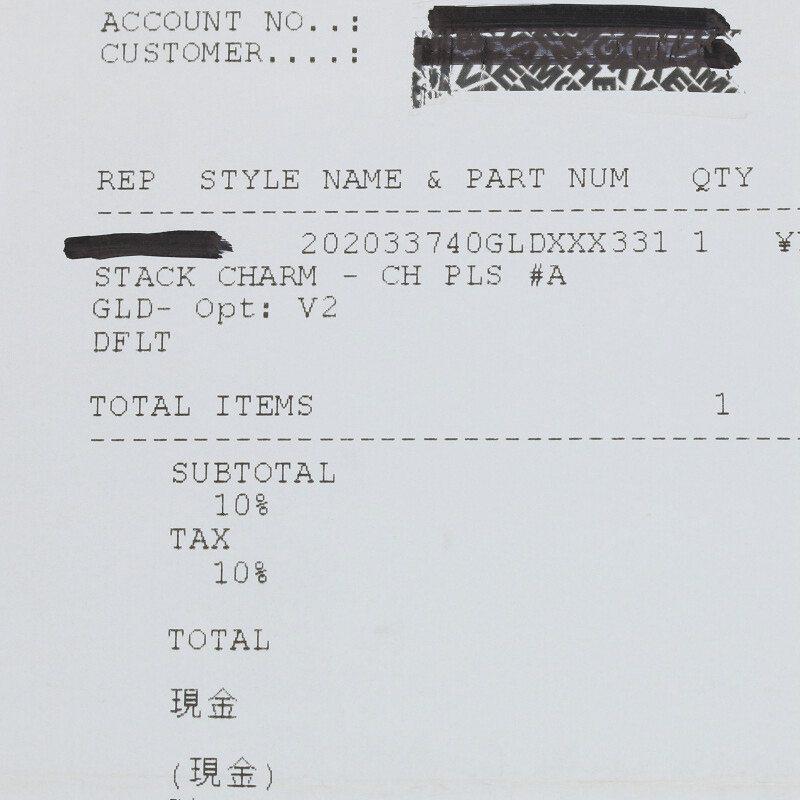 ACCOUNT NO..:
CUSTOMER....:
REP STYLE NAME & PART NUM QTY
202033740GLDXXX331 1 ¥
STACK CHARM - CH PLS #A
GLD- Opt: V2
DFLT
TOTAL ITEMS 1
SUBTOTAL
10%
TAX
10%
TOTAL
現金
(現金)